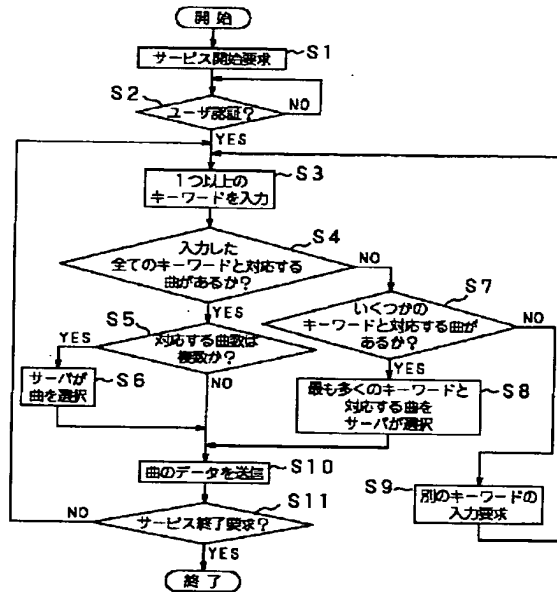 開始
サービス開始要求
S1
S2
ユーザ認証?
NO
YES
1つ以上の
キーワードを入力
S3
入力した
全てのキーワードと対応する
曲があるか?
S4
NO
YES
S5
対応する曲数は
複数か?
YES
NO
サーバが
曲を選択
S6
いくつかの
キーワードと対応する曲が
あるか?
S7
NO
YES
最も多くのキーワードと
対応する曲を
サーバが選択
S8
S9
別のキーワードの
入力要求
曲のデータを送信
S10
サービス終了要求?
S11
NO
YES
終了